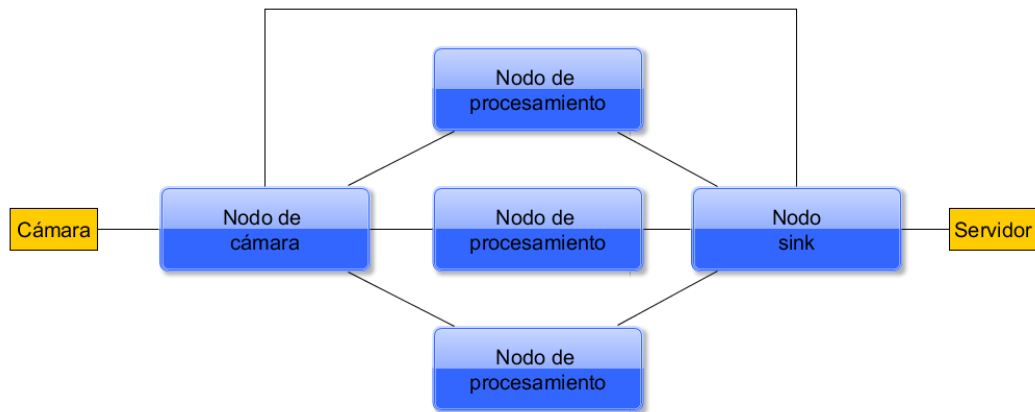 Nodo de
procesamiento
Cámara
Nodo de
cámara
Nodo de
procesamiento
Nodo
sink
Servidor
Nodo de
procesamiento